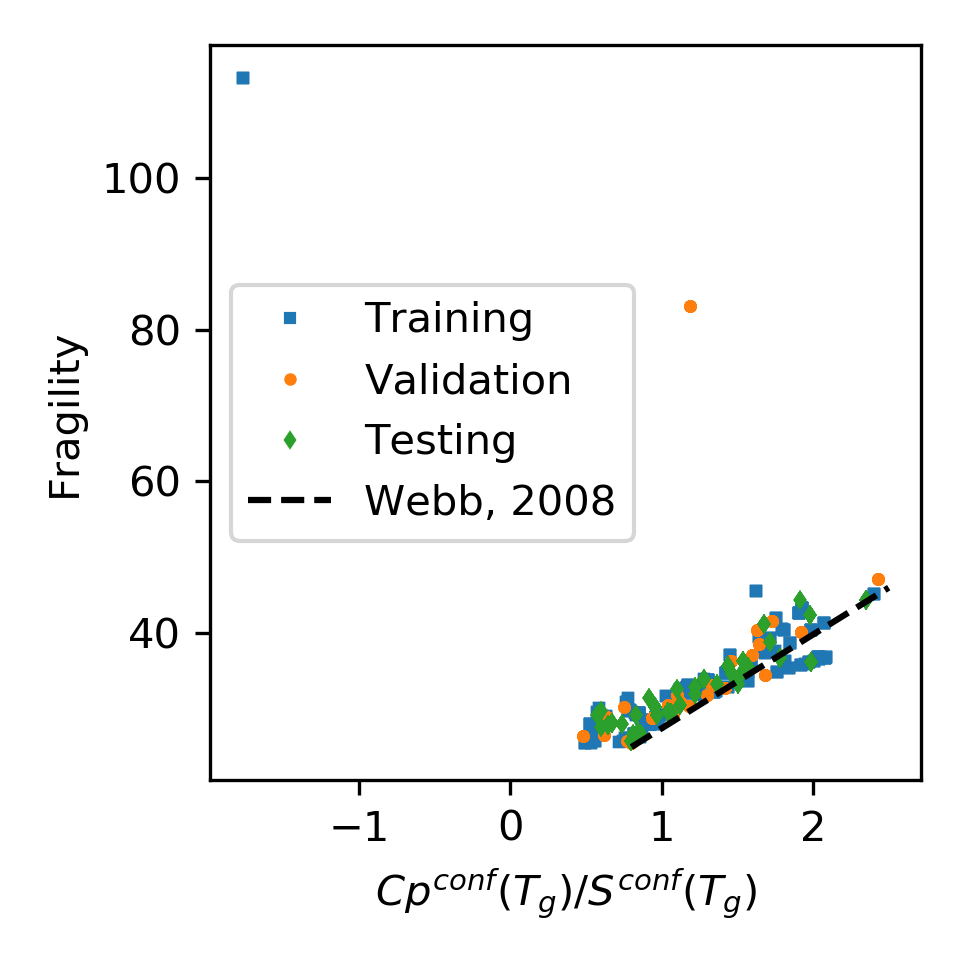 100
80
60
40
Fragility
Training
Validation
Testing
Webb, 2008
−1 0 1 2
Cp^{conf}(T_g)/S^{conf}(T_g)